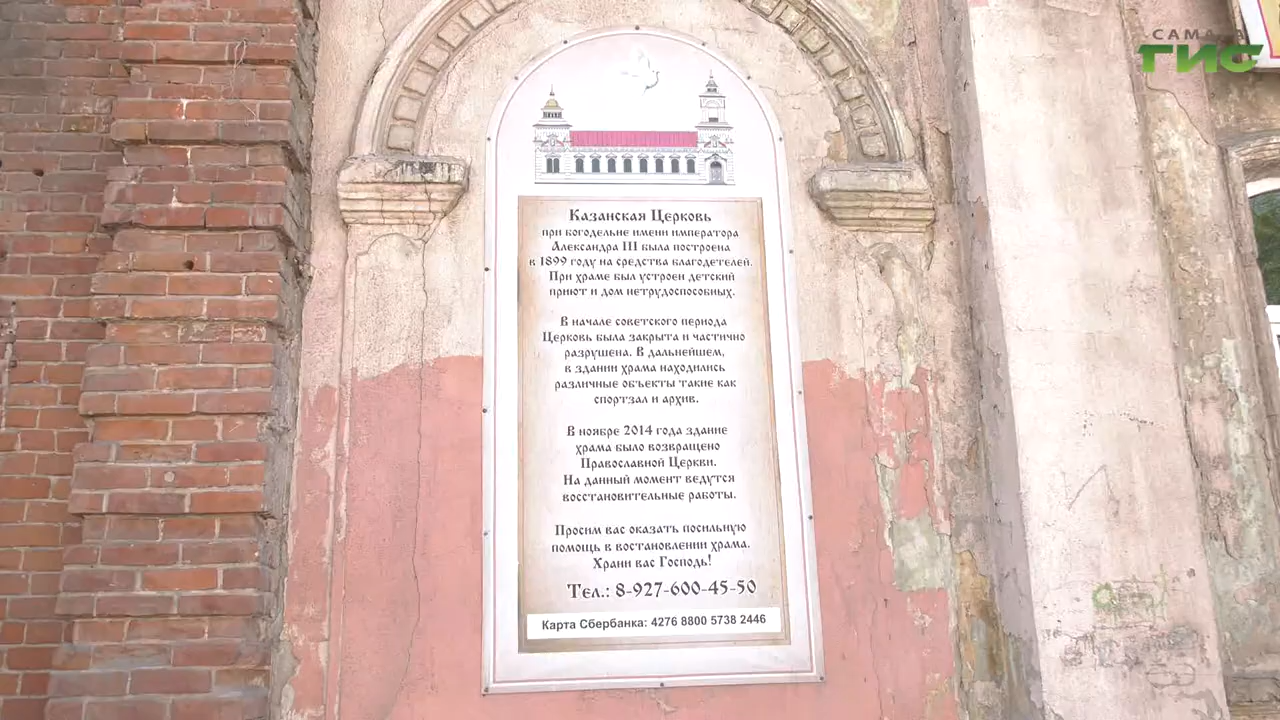 САМАРА
ГИС
Казанская Церковь
при богодельне имени императора
Александра III была построена
в 1899 году на средства благодетелей.
При храме был устроен детский
приют и дом нетрудоспособных.
В начале советского периода
Церковь была закрыта и частично
разрушена. В дальнейшем,
в здании храма находились
различные объекты такие как
спортзал и архив.
В ноябре 2014 года здание
храма было возвращено
Православной Церкви.
На данный момент ведутся
восстановительные работы.
Просим вас оказать посильную
помощь в востановлении храма.
Храни вас Господь!
Тел.: 8-927-600-45-50
Карта Сбербанка: 4276 8800 5738 2446